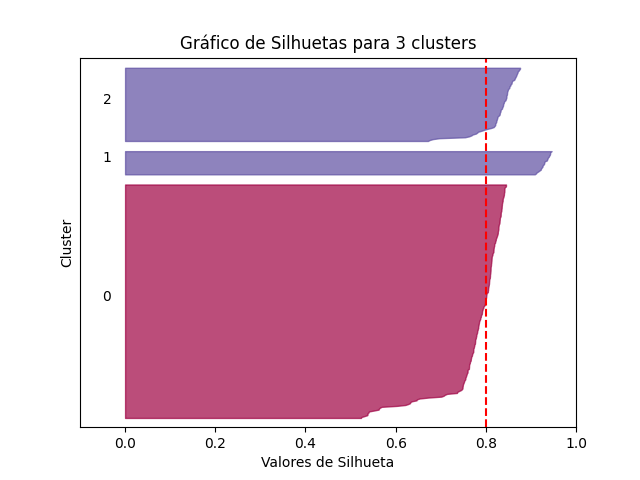 Gráfico de Silhuetas para 3 clusters
2
1
0
Cluster
0.0 0.2 0.4 0.6 0.8 1.0
Valores de Silhueta